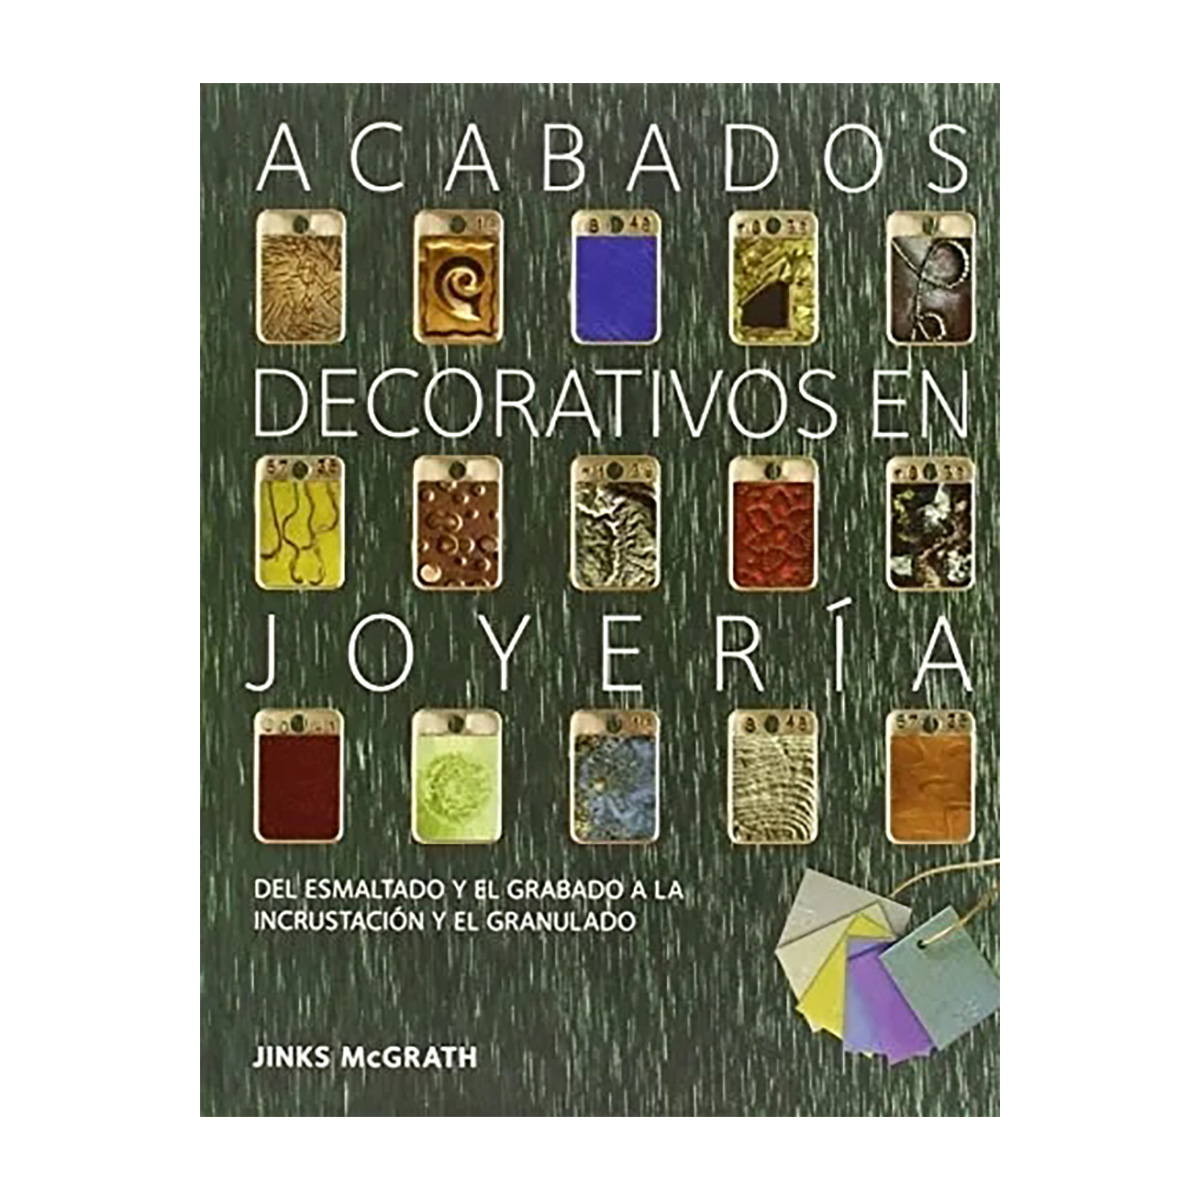 ACABADOS
DECORATIVOS EN
JOYERÍA
DEL ESMALTADO Y EL GRABADO A LA
INCRUSTACIÓN Y EL GRANULADO
JINKS McGRATH